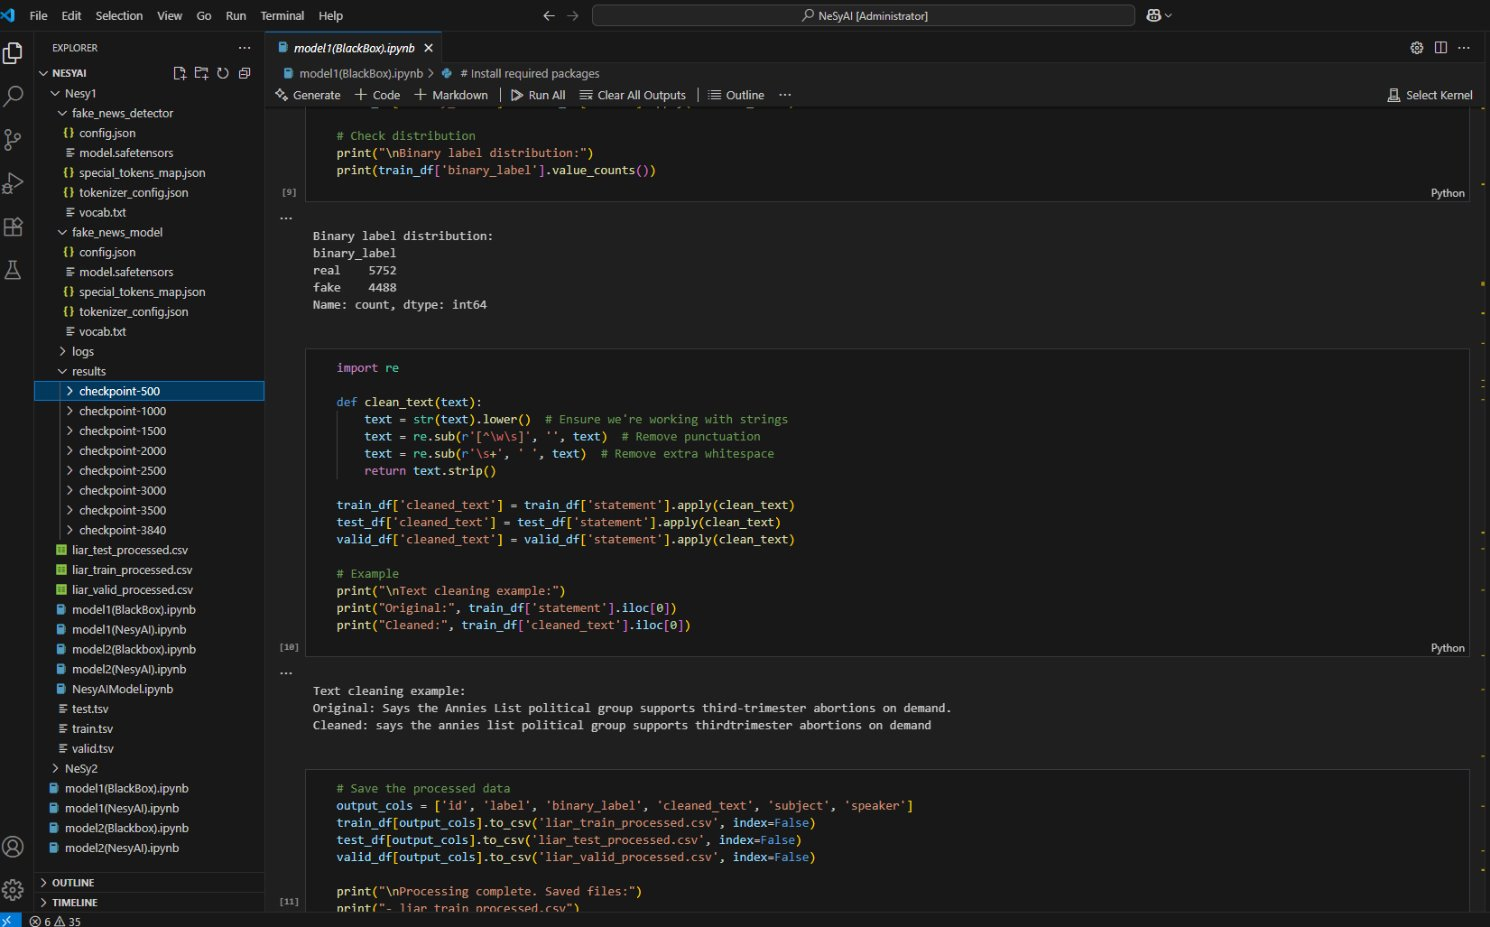 File Edit Selection View Go Run Terminal Help
NeSyAI [Administrator]
EXPLORER
NESYAI
Nesy1
fake_news_detector
config.json
model.safetensors
special_tokens_map.json
tokenizer_config.json
vocab.txt
fake_news_model
config.json
model.safetensors
special_tokens_map.json
tokenizer_config.json
vocab.txt
logs
results
checkpoint-500
checkpoint-1000
checkpoint-1500
checkpoint-2000
checkpoint-2500
checkpoint-3000
checkpoint-3500
checkpoint-3840
liar_test_processed.csv
liar_train_processed.csv
liar_valid_processed.csv
model1(BlackBox).ipynb
model1(NesyAI).ipynb
model2(Blackbox).ipynb
model2(NesyAI).ipynb
NesyAIModel.ipynb
test.tsv
train.tsv
valid.tsv
NeSy2
model1(BlackBox).ipynb
model1(NesyAI).ipynb
model2(Blackbox).ipynb
model2(NesyAI).ipynb
OUTLINE
TIMELINE
6 35
model1(BlackBox).ipynb
model1(BlackBox).ipynb > # Install required packages
Generate + Code + Markdown Run All Clear All Outputs Outline ... Select Kernel
# Check distribution
print("\nBinary label distribution:")
print(train_df['binary_label'].value_counts())
[9]
Python
...
Binary label distribution:
binary_label
real    5752
fake    4488
Name: count, dtype: int64
import re
def clean_text(text):
    text = str(text).lower()  # Ensure we're working with strings
    text = re.sub(r'[^\w\s]', '', text)  # Remove punctuation
    text = re.sub(r'\s+', ' ', text)  # Remove extra whitespace
    return text.strip()
train_df['cleaned_text'] = train_df['statement'].apply(clean_text)
test_df['cleaned_text'] = test_df['statement'].apply(clean_text)
valid_df['cleaned_text'] = valid_df['statement'].apply(clean_text)
# Example
print("\nText cleaning example:")
print("Original:", train_df['statement'].iloc[0])
print("Cleaned:", train_df['cleaned_text'].iloc[0])
[10]
Python
...
Text cleaning example:
Original: Says the Annies List political group supports third-trimester abortions on demand.
Cleaned: says the annies list political group supports thirdtrimester abortions on demand
# Save the processed data
output_cols = ['id', 'label', 'binary_label', 'cleaned_text', 'subject', 'speaker']
train_df[output_cols].to_csv('liar_train_processed.csv', index=False)
test_df[output_cols].to_csv('liar_test_processed.csv', index=False)
valid_df[output_cols].to_csv('liar_valid_processed.csv', index=False)
print("\nProcessing complete. Saved files:")
print("- liar_train_processed.csv")
[11]